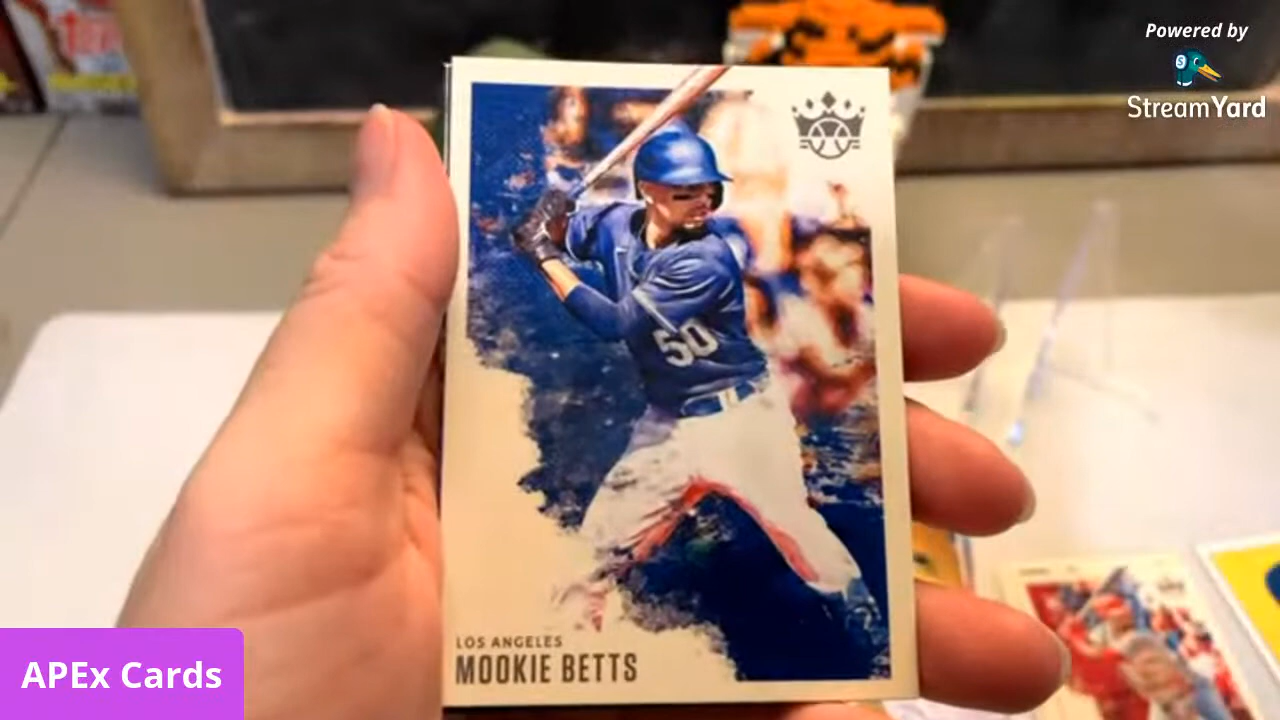 Powered by
StreamYard
50
LOS ANGELES
MOOKIE BETTS
APEx Cards